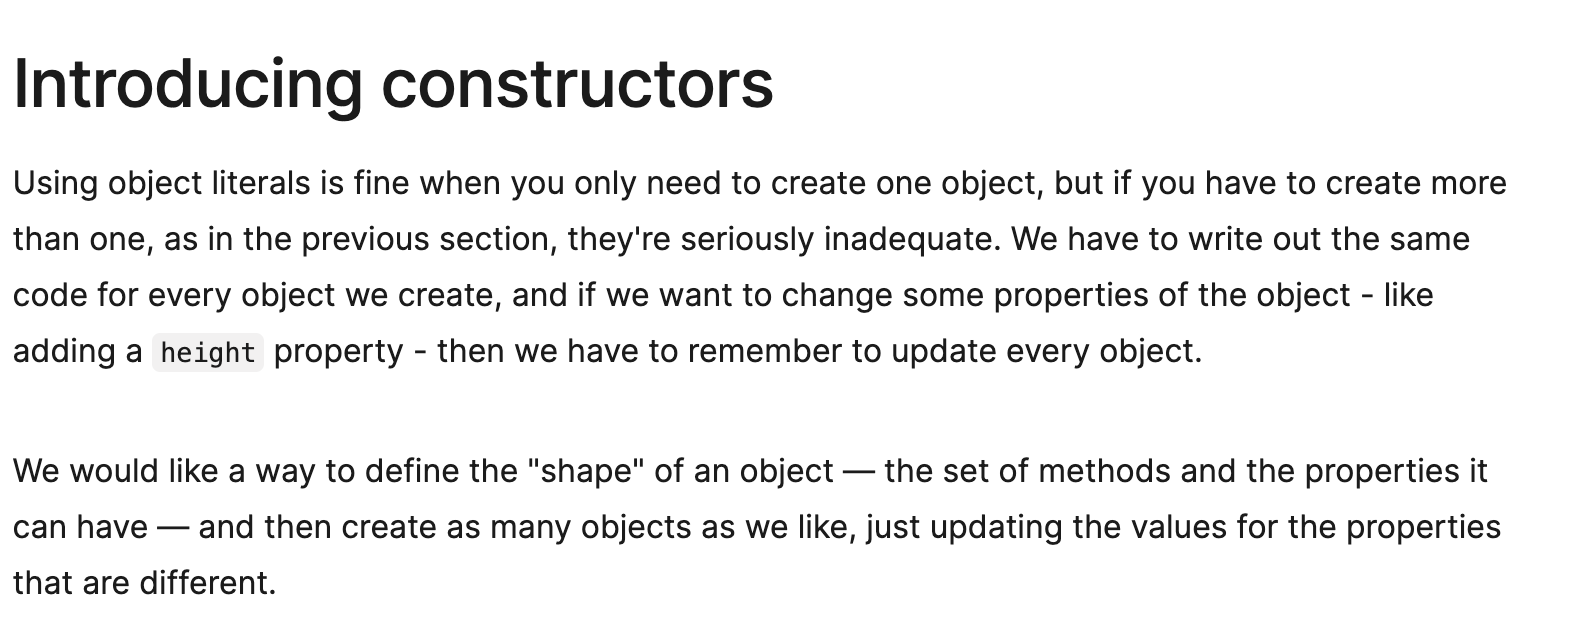 Introducing constructors
Using object literals is fine when you only need to create one object, but if you have to create more
than one, as in the previous section, they're seriously inadequate. We have to write out the same
code for every object we create, and if we want to change some properties of the object - like
adding a height property - then we have to remember to update every object.
We would like a way to define the "shape" of an object — the set of methods and the properties it
can have — and then create as many objects as we like, just updating the values for the properties
that are different.